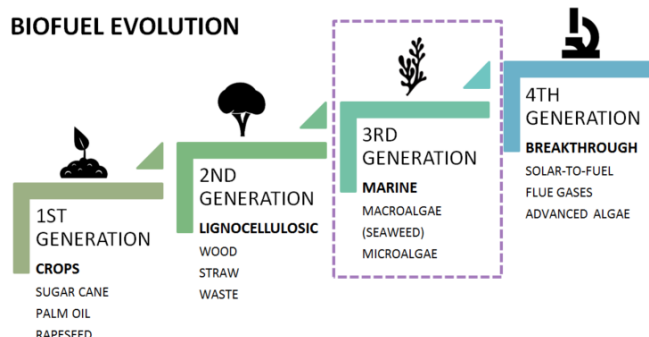 BIOFUEL EVOLUTION
1ST
GENERATION
CROPS
SUGAR CANE
PALM OIL
RAPESEED
2ND
GENERATION
LIGNOCELLULOSIC
WOOD
STRAW
WASTE
3RD
GENERATION
MARINE
MACROALGAE
(SEAWEED)
MICROALGAE
4TH
GENERATION
BREAKTHROUGH
SOLAR-TO-FUEL
FLUE GASES
ADVANCED ALGAE